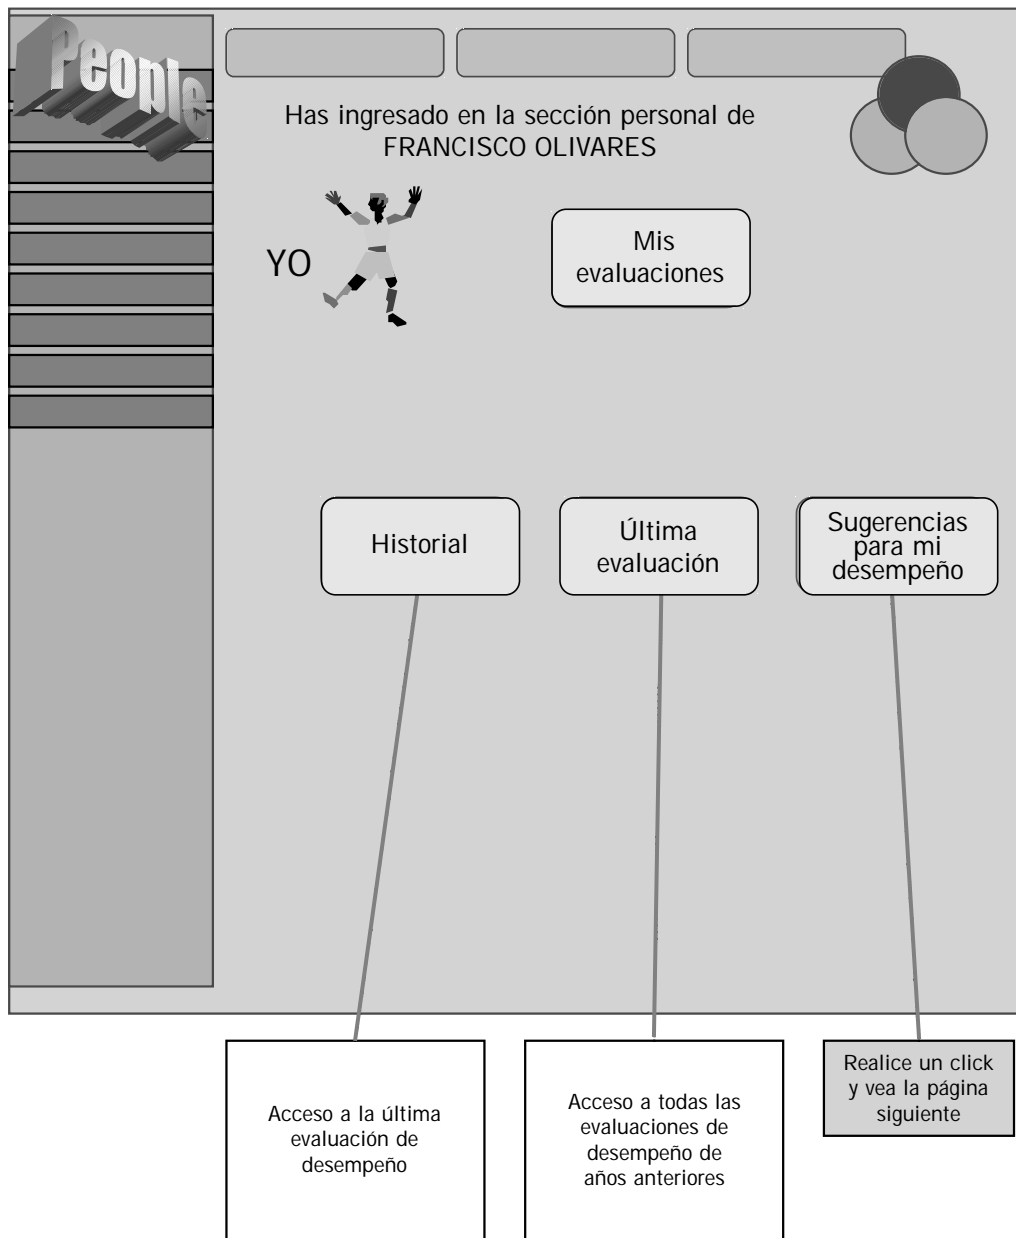 People
Has ingresado en la sección personal de
FRANCISCO OLIVARES
YO
Mis
evaluaciones
Historial
Última
evaluación
Sugerencias
para mi
desempeño
Acceso a la última
evaluación de
desempeño
Acceso a todas las
evaluaciones de
desempeño de
años anteriores
Realice un click
y vea la página
siguiente